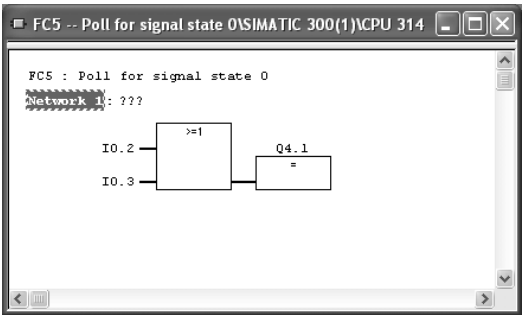 FC5 -- Poll for signal state 0\SIMATIC 300(1)\CPU 314
FC5 : Poll for signal state 0
Network 1: ???
>=1
I0.2
Q4.1
=
I0.3